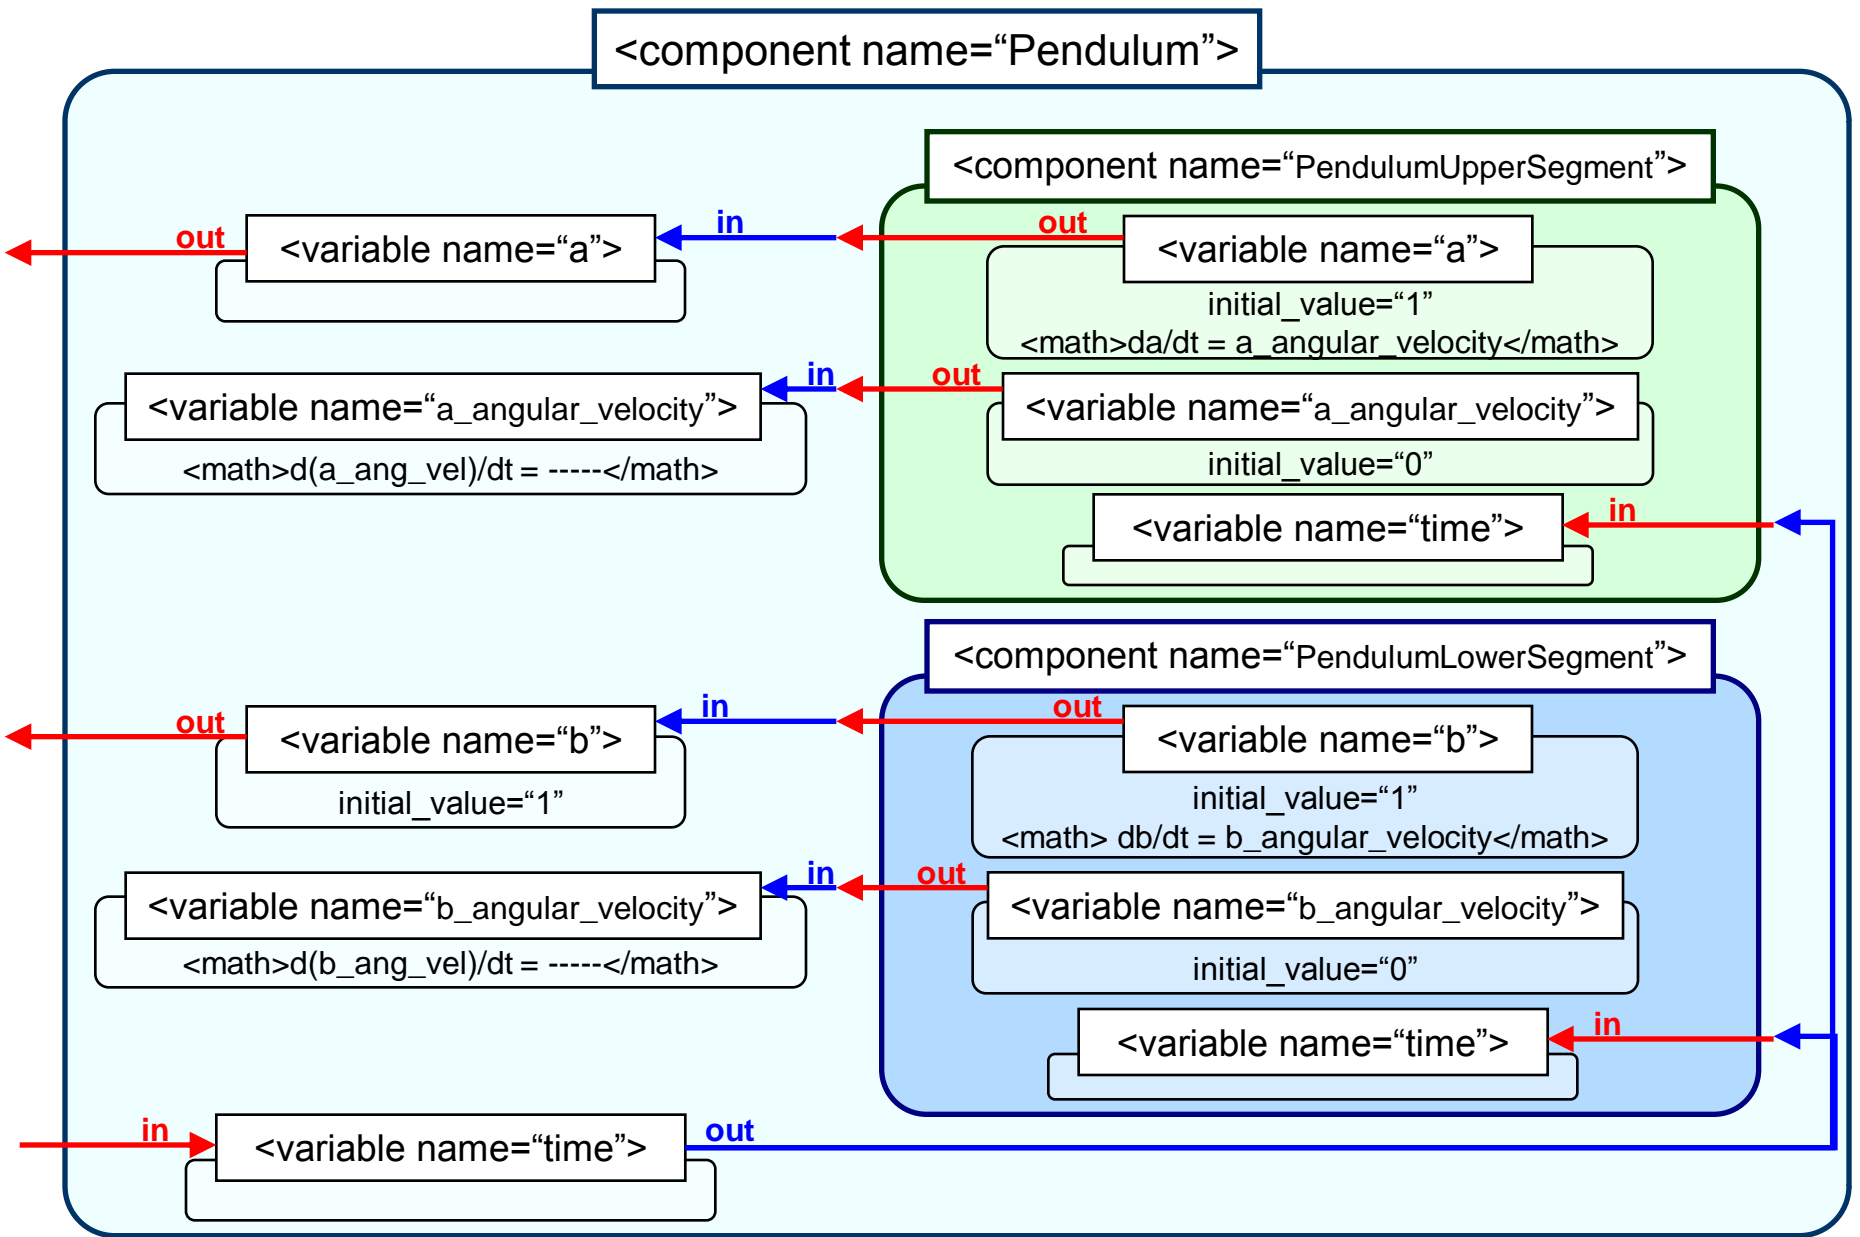 <component name=“Pendulum”>
<component name=“PendulumUpperSegment”>
out
<variable name=“a”>
in
out
<variable name=“a”>
initial_value=“1”
<math>da/dt = a_angular_velocity</math>
<variable name=“a_angular_velocity”>
in
out
<variable name=“a_angular_velocity”>
<math>d(a_ang_vel)/dt = -----</math>
initial_value=“0”
<variable name=“time”>
in
<component name=“PendulumLowerSegment”>
out
<variable name=“b”>
in
out
<variable name=“b”>
initial_value=“1”
initial_value=“1”
<math> db/dt = b_angular_velocity</math>
<variable name=“b_angular_velocity”>
in
out
<variable name=“b_angular_velocity”>
<math>d(b_ang_vel)/dt = -----</math>
initial_value=“0”
<variable name=“time”>
in
in
<variable name=“time”>
out